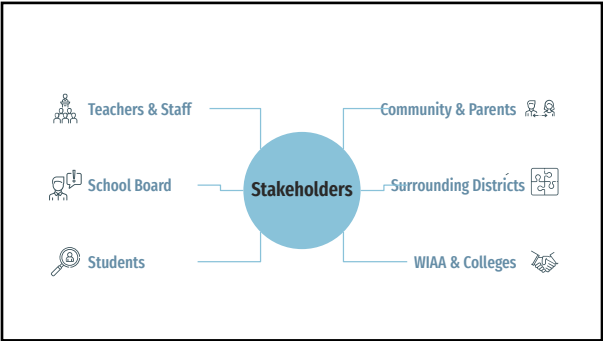 Teachers & Staff
Community & Parents
School Board
Stakeholders
Surrounding Districts
Students
WIAA & Colleges